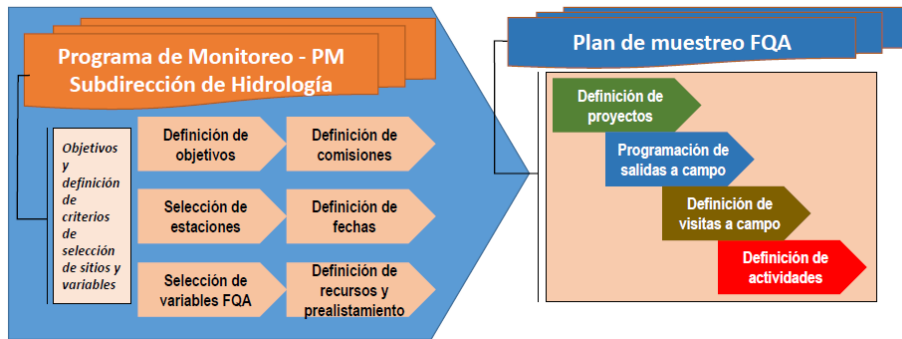 Programa de Monitoreo - PM
Subdirección de Hidrología
Objetivos
y
definición
de
criterios
de
selección
de sitios y
variables
Definición de
objetivos
Definición de
comisiones
Selección de
estaciones
Definición de
fechas
Selección de
variables FQA
Definición de
recursos y
prealistamiento
Plan de muestreo FQA
Definición de
proyectos
Programación de
salidas a campo
Definición de
visitas a campo
Definición de
actividades